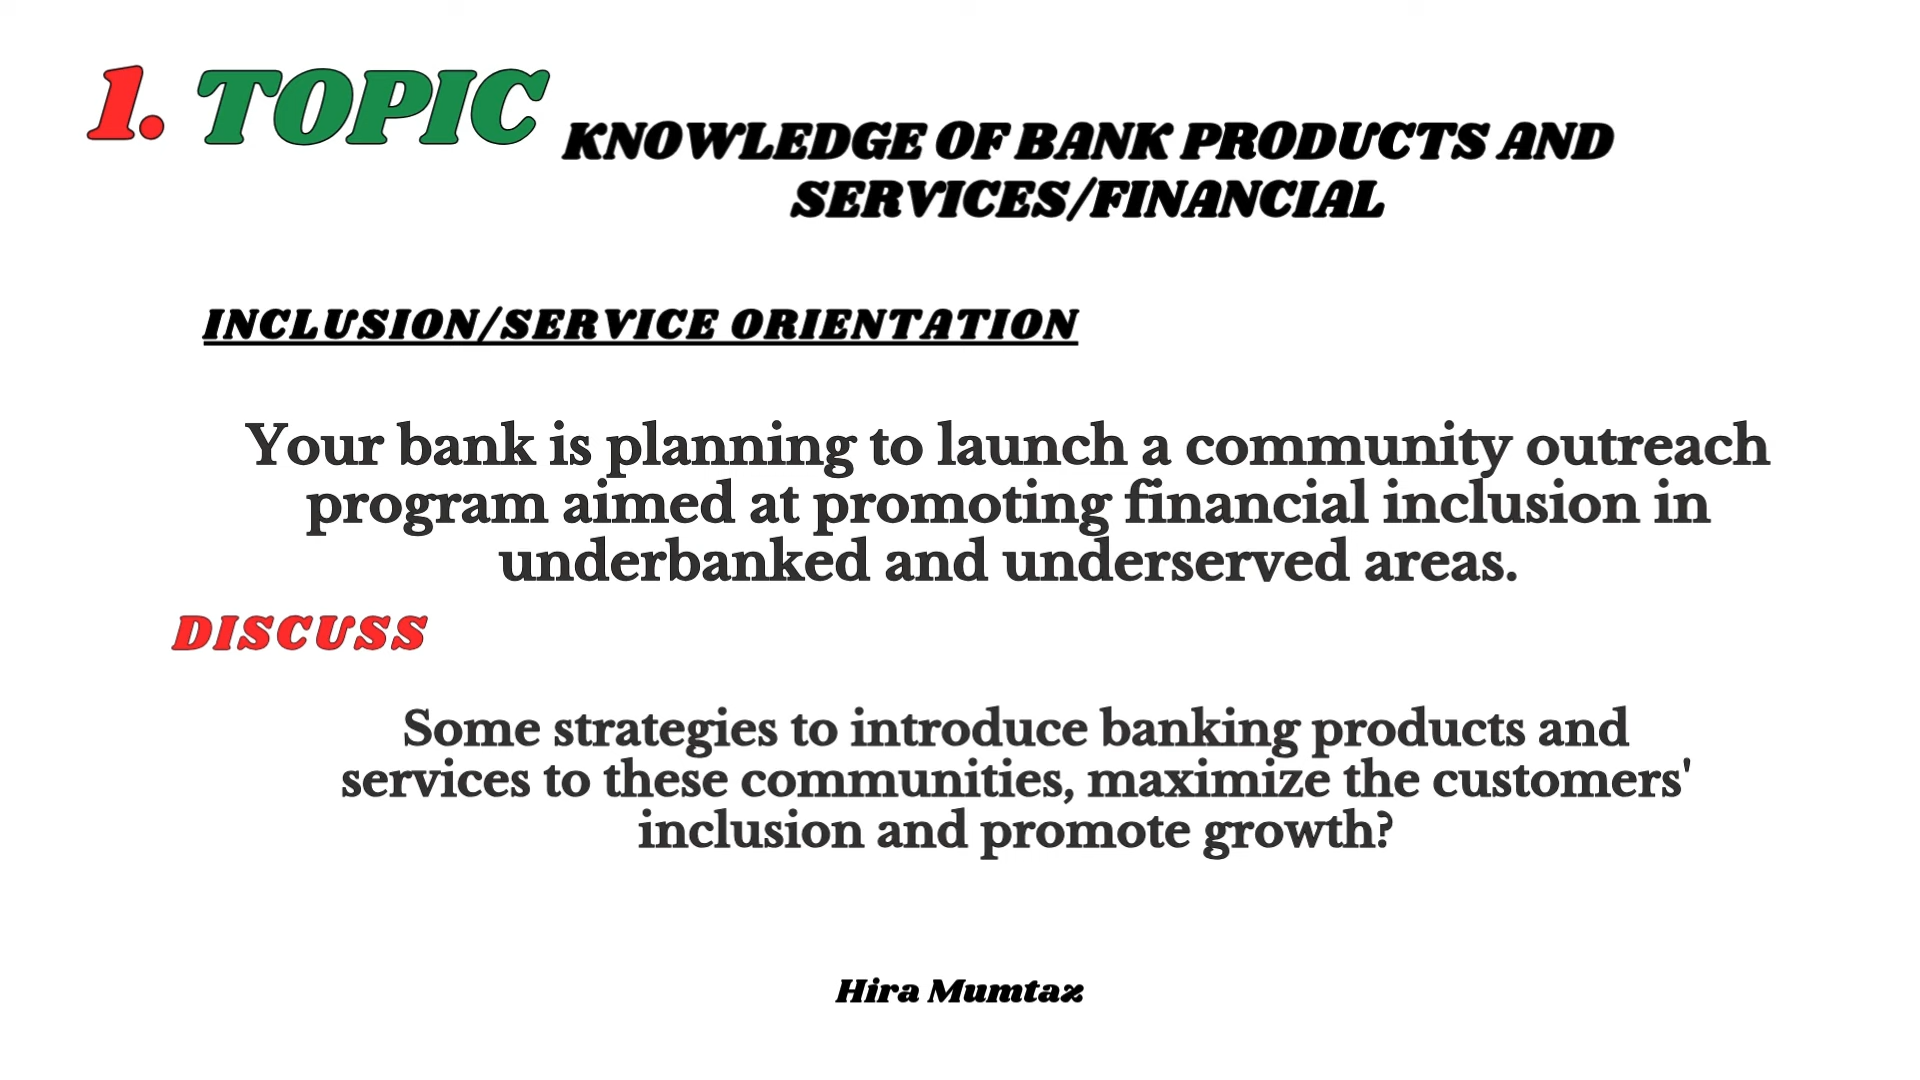 1. TOPIC
KNOWLEDGE OF BANK PRODUCTS AND
SERVICES/FINANCIAL
INCLUSION/SERVICE ORIENTATION
Your bank is planning to launch a community outreach
program aimed at promoting financial inclusion in
underbanked and underserved areas.
DISCUSS
Some strategies to introduce banking products and
services to these communities, maximize the customers'
inclusion and promote growth?
Hira Mumtaz